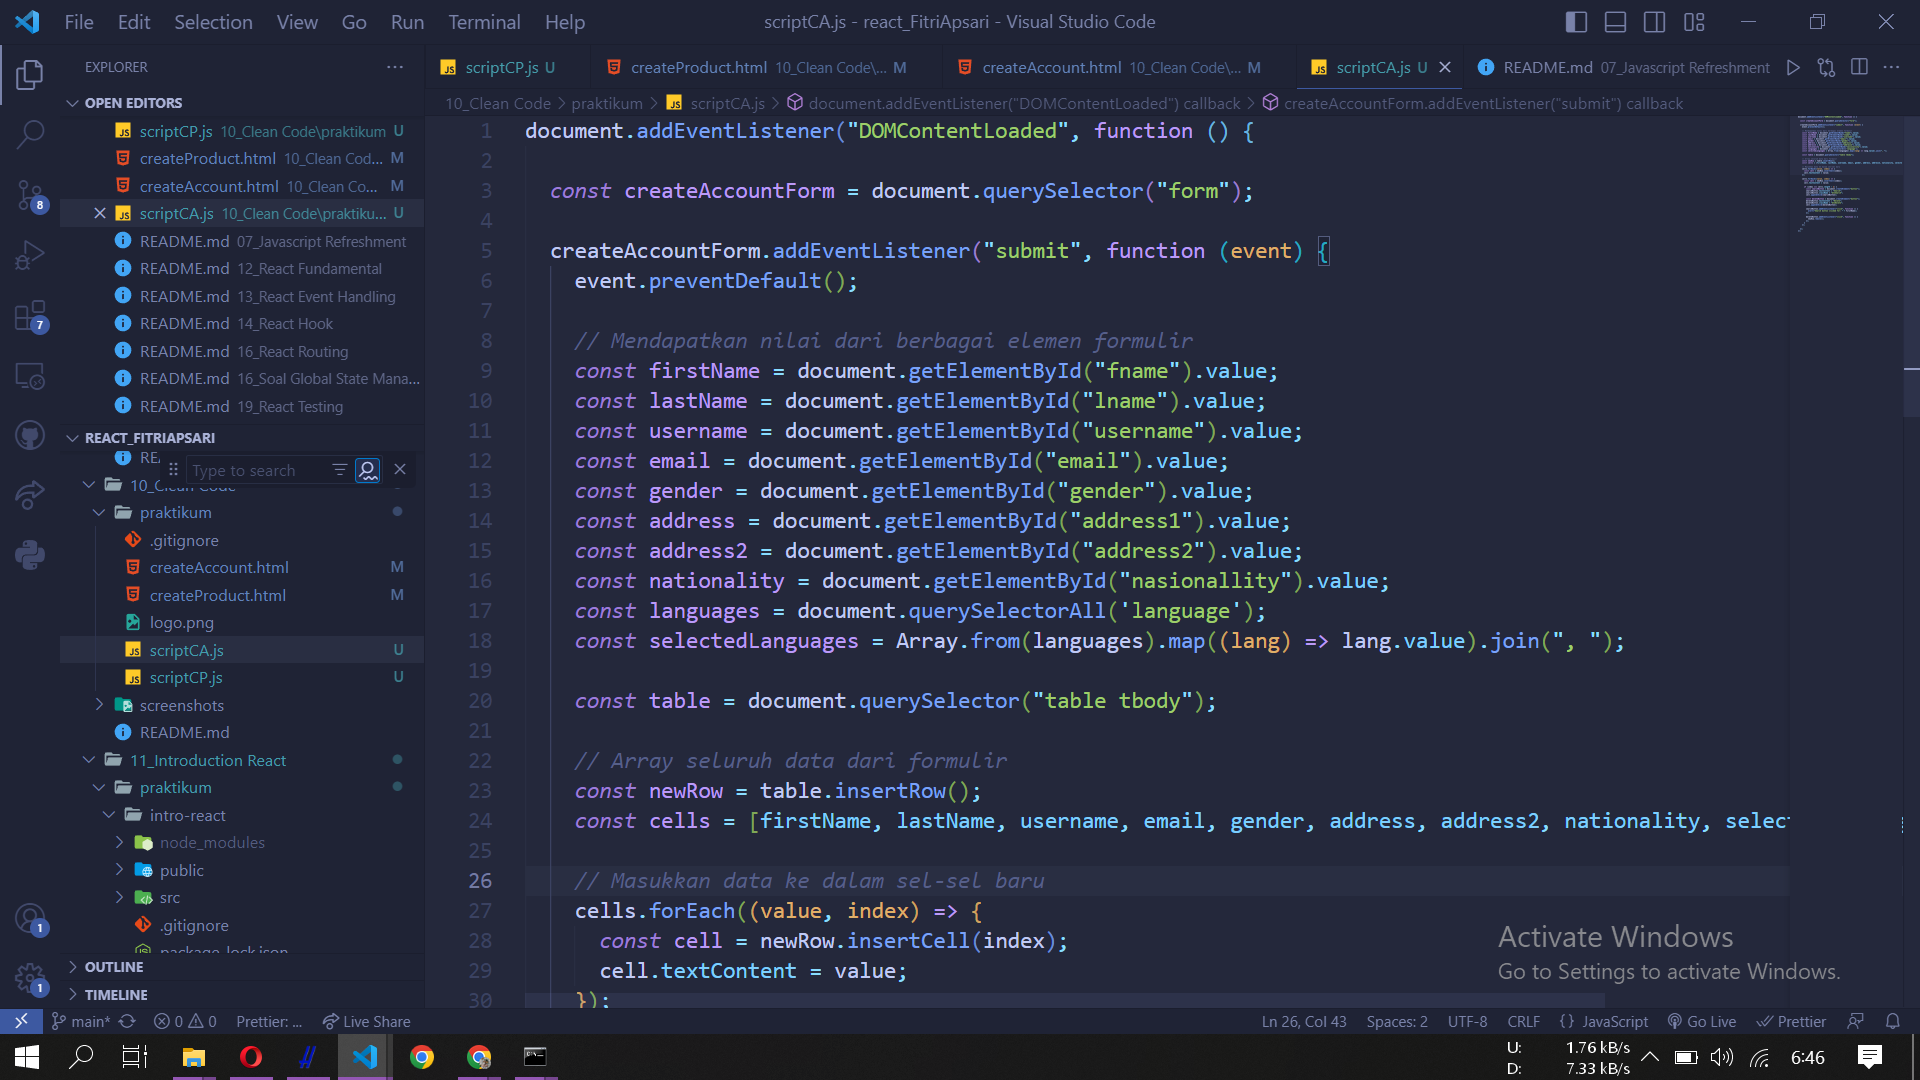 File Edit Selection View Go Run Terminal Help
scriptCA.js - react_FitriApsari - Visual Studio Code
EXPLORER
OPEN EDITORS
scriptCP.js 10_Clean Code\praktikum U
createProduct.html 10_Clean Cod... M
createAccount.html 10_Clean Co... M
scriptCA.js 10_Clean Code\praktiku... U
README.md 07_Javascript Refreshment
README.md 12_React Fundamental
README.md 13_React Event Handling
README.md 14_React Hook
README.md 16_React Routing
README.md 16_Soal Global State Mana...
README.md 19_React Testing
REACT_FITRIAPSARI
Type to search
10_Clean Code
praktikum
.gitignore
createAccount.html M
createProduct.html M
logo.png
scriptCA.js U
scriptCP.js U
screenshots
README.md
11_Introduction React
praktikum
intro-react
node_modules
public
src
.gitignore
package-lock.json
OUTLINE
TIMELINE
8
7
1
1
scriptCP.js U
createProduct.html 10_Clean Code\... M
createAccount.html 10_Clean Code\... M
scriptCA.js U
README.md 07_Javascript Refreshment
10_Clean Code > praktikum > scriptCA.js > document.addEventListener("DOMContentLoaded") callback > createAccountForm.addEventListener("submit") callback
1 document.addEventListener("DOMContentLoaded", function () {
2
3 const createAccountForm = document.querySelector("form");
4
5 createAccountForm.addEventListener("submit", function (event) {
6 event.preventDefault();
7
8 // Mendapatkan nilai dari berbagai elemen formulir
9 const firstName = document.getElementById("fname").value;
10 const lastName = document.getElementById("lname").value;
11 const username = document.getElementById("username").value;
12 const email = document.getElementById("email").value;
13 const gender = document.getElementById("gender").value;
14 const address = document.getElementById("address1").value;
15 const address2 = document.getElementById("address2").value;
16 const nationality = document.getElementById("nasionallity").value;
17 const languages = document.querySelectorAll('language');
18 const selectedLanguages = Array.from(languages).map((lang) => lang.value).join(", ");
19
20 const table = document.querySelector("table tbody");
21
22 // Array seluruh data dari formulir
23 const newRow = table.insertRow();
24 const cells = [firstName, lastName, username, email, gender, address, address2, nationality, selec
25
26 // Masukkan data ke dalam sel-sel baru
27 cells.forEach((value, index) => {
28 const cell = newRow.insertCell(index);
29 cell.textContent = value;
30 });
Activate Windows
Go to Settings to activate Windows.
main* 0 0 Prettier: ... Live Share
Ln 26, Col 43 Spaces: 2 UTF-8 CRLF {} JavaScript Go Live Prettier
U: 1.76 kB/s
D: 7.33 kB/s
6:46